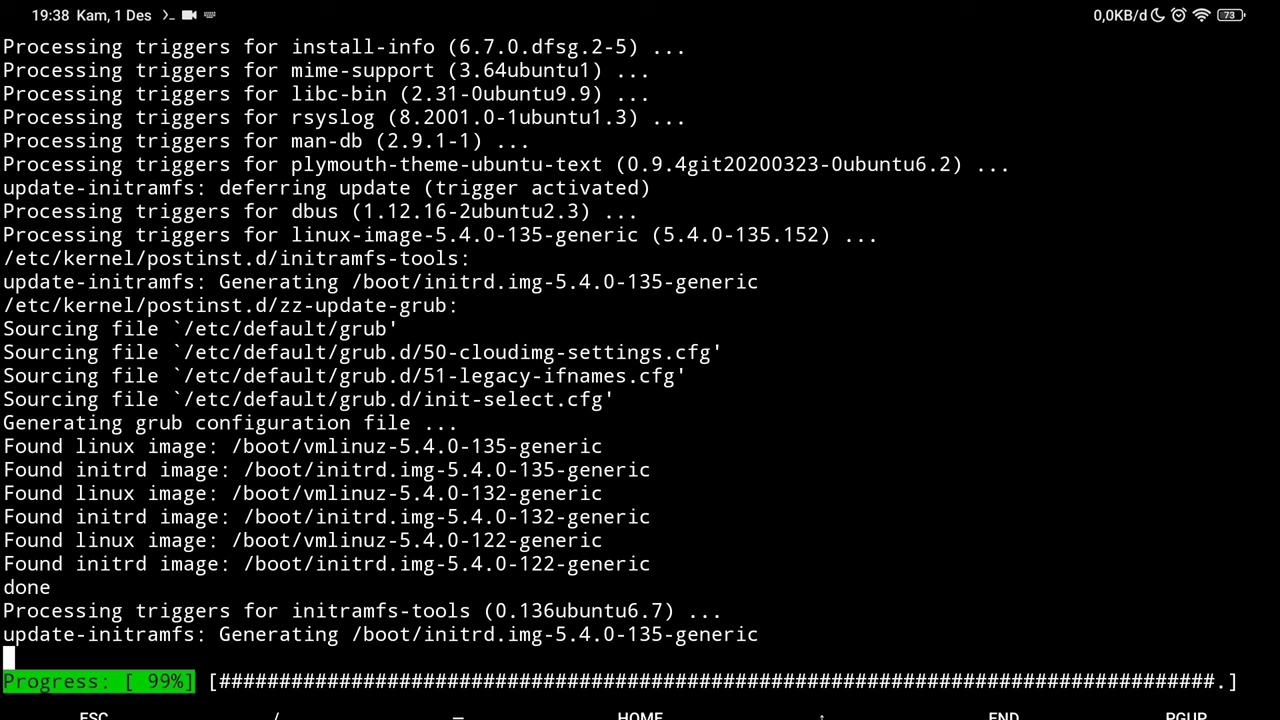 19:38 Kam, 1 Des 0,0KB/d 73
Processing triggers for install-info (6.7.0.dfsg.2-5) ...
Processing triggers for mime-support (3.64ubuntu1) ...
Processing triggers for libc-bin (2.31-0ubuntu9.9) ...
Processing triggers for rsyslog (8.2001.0-1ubuntu1.3) ...
Processing triggers for man-db (2.9.1-1) ...
Processing triggers for plymouth-theme-ubuntu-text (0.9.4git20200323-0ubuntu6.2) ...
update-initramfs: deferring update (trigger activated)
Processing triggers for dbus (1.12.16-2ubuntu2.3) ...
Processing triggers for linux-image-5.4.0-135-generic (5.4.0-135.152) ...
/etc/kernel/postinst.d/initramfs-tools:
update-initramfs: Generating /boot/initrd.img-5.4.0-135-generic
/etc/kernel/postinst.d/zz-update-grub:
Sourcing file `/etc/default/grub'
Sourcing file `/etc/default/grub.d/50-cloudimg-settings.cfg'
Sourcing file `/etc/default/grub.d/51-legacy-ifnames.cfg'
Sourcing file `/etc/default/grub.d/init-select.cfg'
Generating grub configuration file ...
Found linux image: /boot/vmlinuz-5.4.0-135-generic
Found initrd image: /boot/initrd.img-5.4.0-135-generic
Found linux image: /boot/vmlinuz-5.4.0-132-generic
Found initrd image: /boot/initrd.img-5.4.0-132-generic
Found linux image: /boot/vmlinuz-5.4.0-122-generic
Found initrd image: /boot/initrd.img-5.4.0-122-generic
done
Processing triggers for initramfs-tools (0.136ubuntu6.7) ...
update-initramfs: Generating /boot/initrd.img-5.4.0-135-generic
Progress: [ 99%] [###################################################################################.]
ESC / — HOME ↑ END PGUP